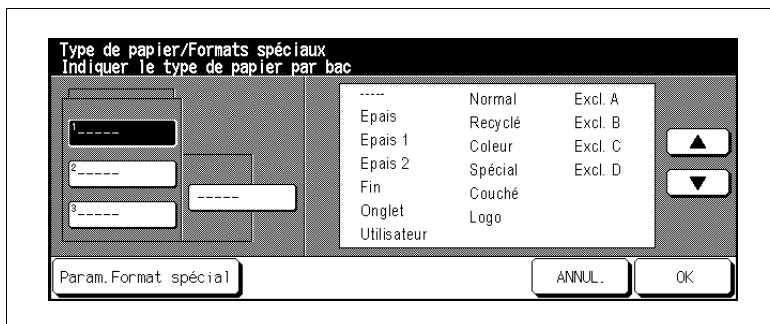 Type de papier/Formats spéciaux
Indiquer le type de papier par bac
1-----
2-----
3-----
-----
-----
Epais
Epais 1
Epais 2
Fin
Onglet
Utilisateur
Normal
Recyclé
Coleur
Spécial
Couché
Logo
Excl. A
Excl. B
Excl. C
Excl. D
Param.Format spécial
ANNUL.
OK